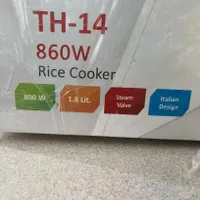 TH-14
860W
Rice Cooker
800 W
1.8 Lit.
Steam
Valve
Italian
Design